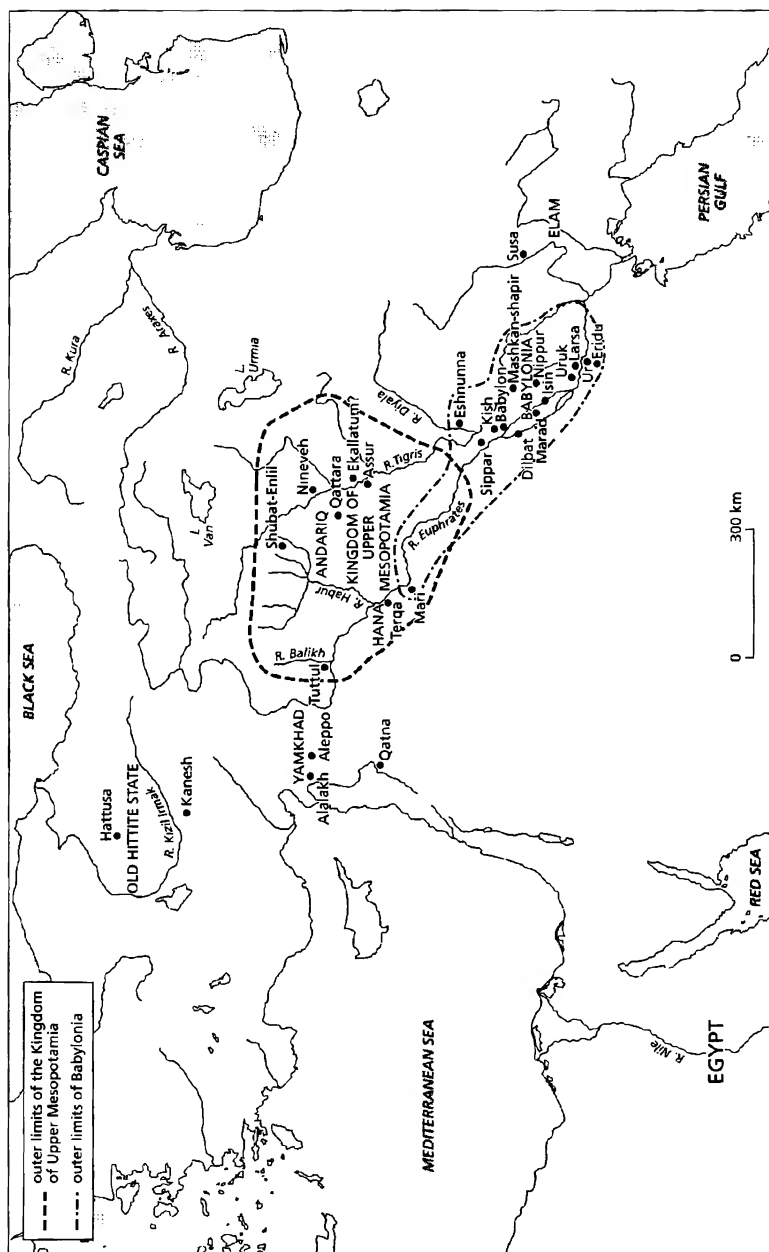 outer limits of the Kingdom
of Upper Mesopotamia
outer limits of Babylonia
BLACK SEA
CASPIAN
SEA
R. Kura
R. Araxes
Hattusa
OLD HITTITE STATE
R. Kizil Irmak
Kanesh
L.
Van
L.
Urmia
Shubat-Enlil
Nineveh
ANDARIQ
Qattara
KINGDOM OF
Ekallatum?
UPPER
Assur
MESOPOTAMIA
R. Tigris
R. Habur
R. Balikh
Tuttul
YAMKHAD
Aleppo
Alalakh
Qatna
HANA
Terqa
Mari
R. Euphrates
R. Diyala
Eshnunna
Sippar
Kish
Babylon
Mashkan-shapir
BABYLONIA
Dilbat
Nippur
Marad
Isin
Uruk
Larsa
Ur
Eridu
Susa
ELAM
PERSIAN
GULF
MEDITERRANEAN SEA
R. Nile
EGYPT
RED SEA
0
300 km